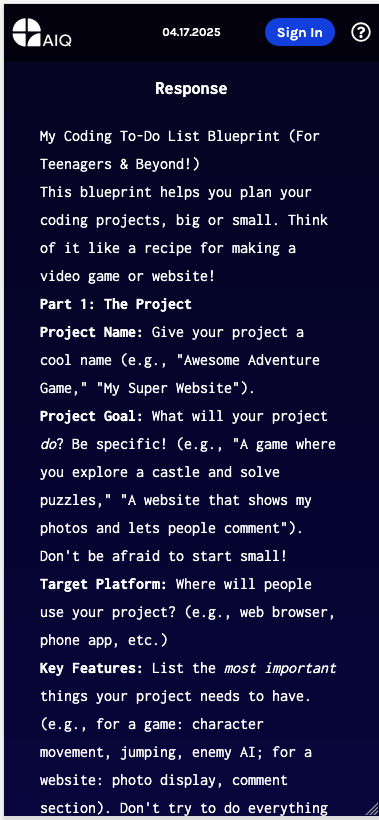 AIQ
04.17.2025
Sign In
?
Response
My Coding To-Do List Blueprint (For
Teenagers & Beyond!)
This blueprint helps you plan your
coding projects, big or small. Think
of it like a recipe for making a
video game or website!
Part 1: The Project
Project Name: Give your project a
cool name (e.g., "Awesome Adventure
Game," "My Super Website").
Project Goal: What will your project
do? Be specific! (e.g., "A game where
you explore a castle and solve
puzzles," "A website that shows my
photos and lets people comment").
Don't be afraid to start small!
Target Platform: Where will people
use your project? (e.g., web browser,
phone app, etc.)
Key Features: List the most important
things your project needs to have.
(e.g., for a game: character
movement, jumping, enemy AI; for a
website: photo display, comment
section). Don't try to do everything